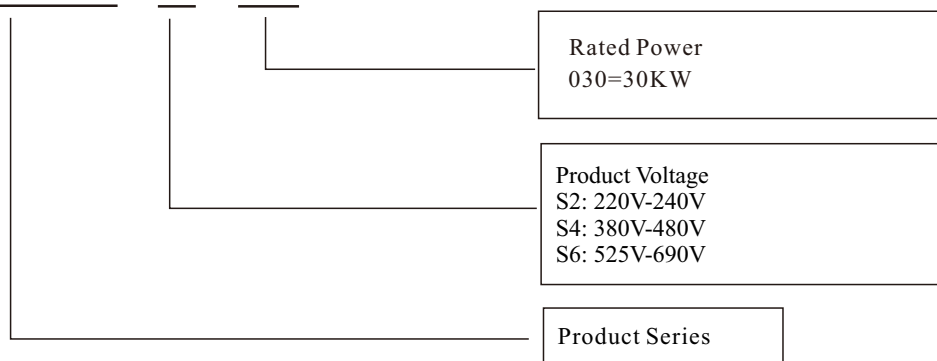 Rated Power
030=30KW
Product Voltage
S2: 220V-240V
S4: 380V-480V
S6: 525V-690V
Product Series